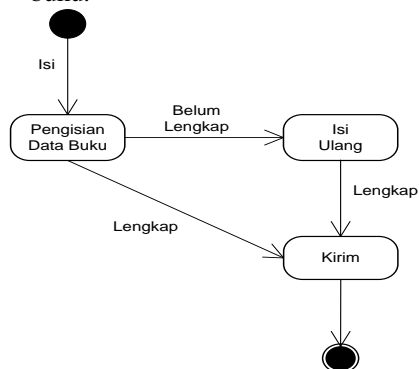 Isi
Pengisian
Data Buku
Belum
Lengkap
Isi
Ulang
Lengkap
Lengkap
Kirim